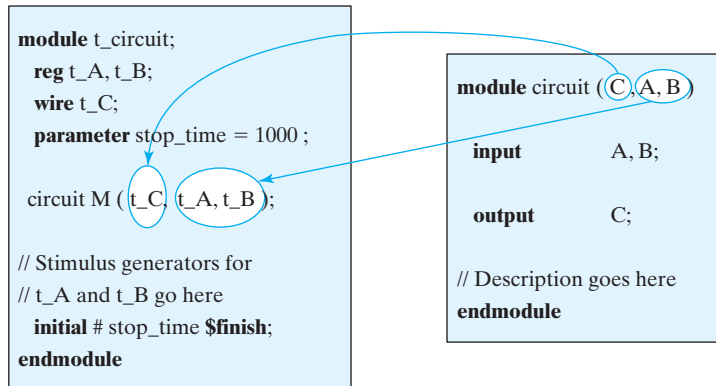 module t_circuit;
reg t_A, t_B;
wire t_C;
parameter stop_time = 1000 ;
circuit M ( t_C, t_A, t_B );
// Stimulus generators for
// t_A and t_B go here
initial # stop_time $finish;
endmodule
module circuit ( C , A, B )
input A, B;
output C;
// Description goes here
endmodule